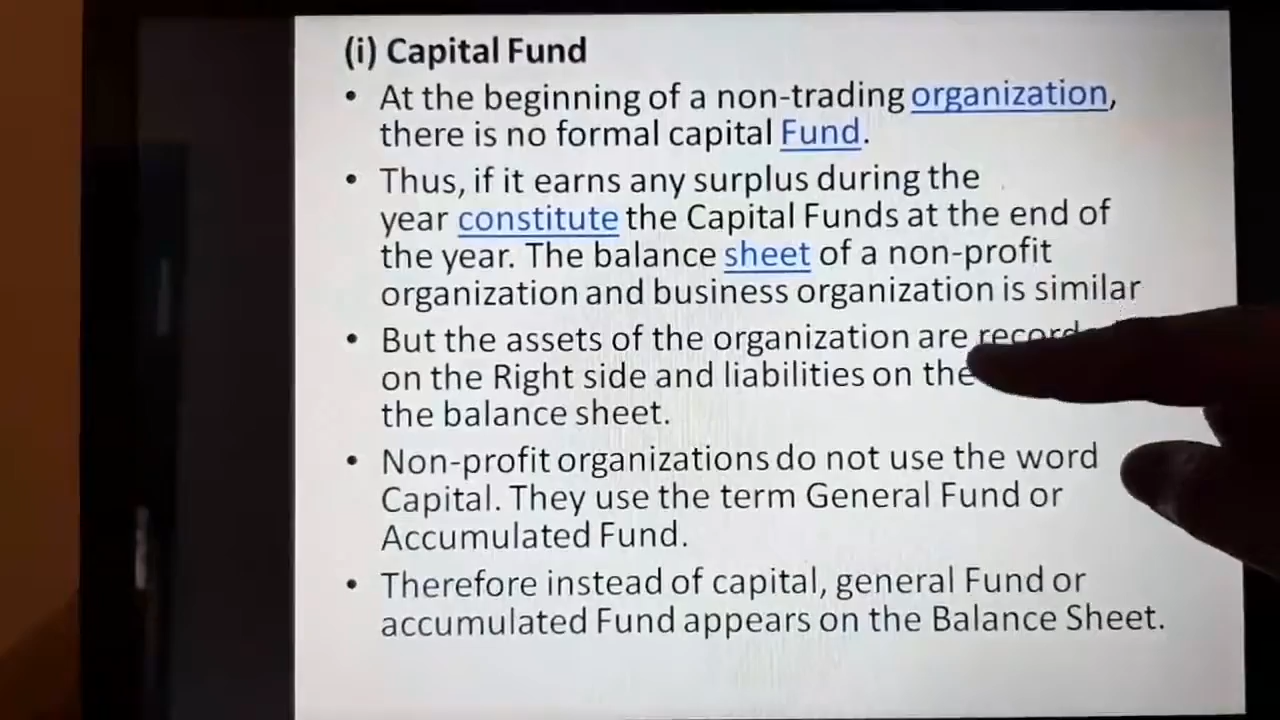 (i) Capital Fund
• At the beginning of a non-trading organization,
there is no formal capital Fund.
• Thus, if it earns any surplus during the
year constitute the Capital Funds at the end of
the year. The balance sheet of a non-profit
organization and business organization is similar
• But the assets of the organization are
on the Right side and liabilities on the
the balance sheet.
• Non-profit organizations do not use the word
Capital. They use the term General Fund or
Accumulated Fund.
• Therefore instead of capital, general Fund or
accumulated Fund appears on the Balance Sheet.